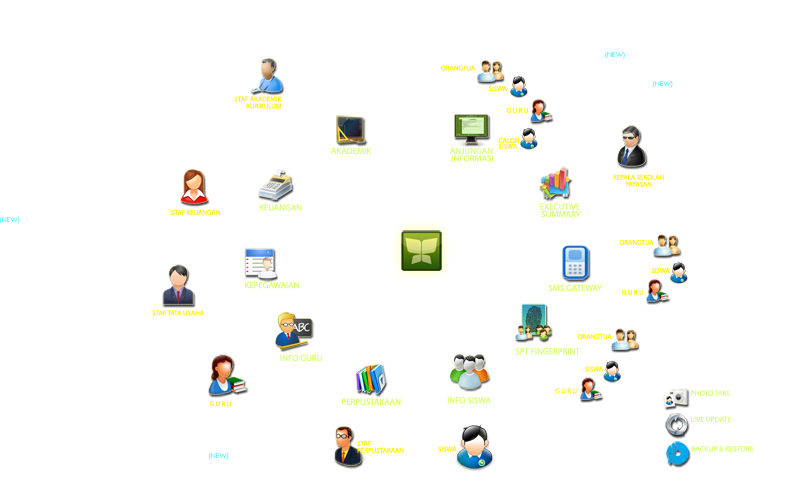 (NEW)
ORANGTUA
(NEW)
SISWA
STAF AKADEMIK
KURIKULUM
GURU
CALON
SISWA
AKADEMIK
ANJUNGAN
INFORMASI
KEPALA SEKOLAH
YAYASAN
STAF KEUANGAN
KEUANGAN
EXECUTIVE
SUMMARY
(NEW)
ORANGTUA
SISWA
KEPEGAWAIAN
SMS GATEWAY
GURU
STAF TATA USAHA
ABC
ORANGTUA
INFO GURU
SPT FINGERPRINT
SISWA
GURU
GURU
PERPUSTAKAAN
INFO SISWA
PHOTO TAKE
LIVE UPDATE
STAF
PERPUSTAKAAN
SISWA
BACKUP & RESTORE
(NEW)